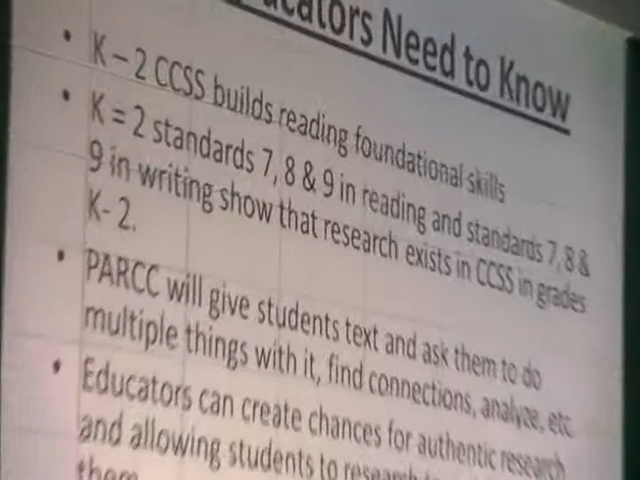 Need to Know
• K – 2 CCSS builds reading foundational skills
• K = 2 standards 7, 8 & 9 in reading and standards 7, 8 &
9 in writing show that research exists in CCSS in grades
K- 2.
• PARCC will give students text and ask them to do
multiple things with it, find connections, analyze, etc
• Educators can create chances for authentic research
and allowing students to research
them